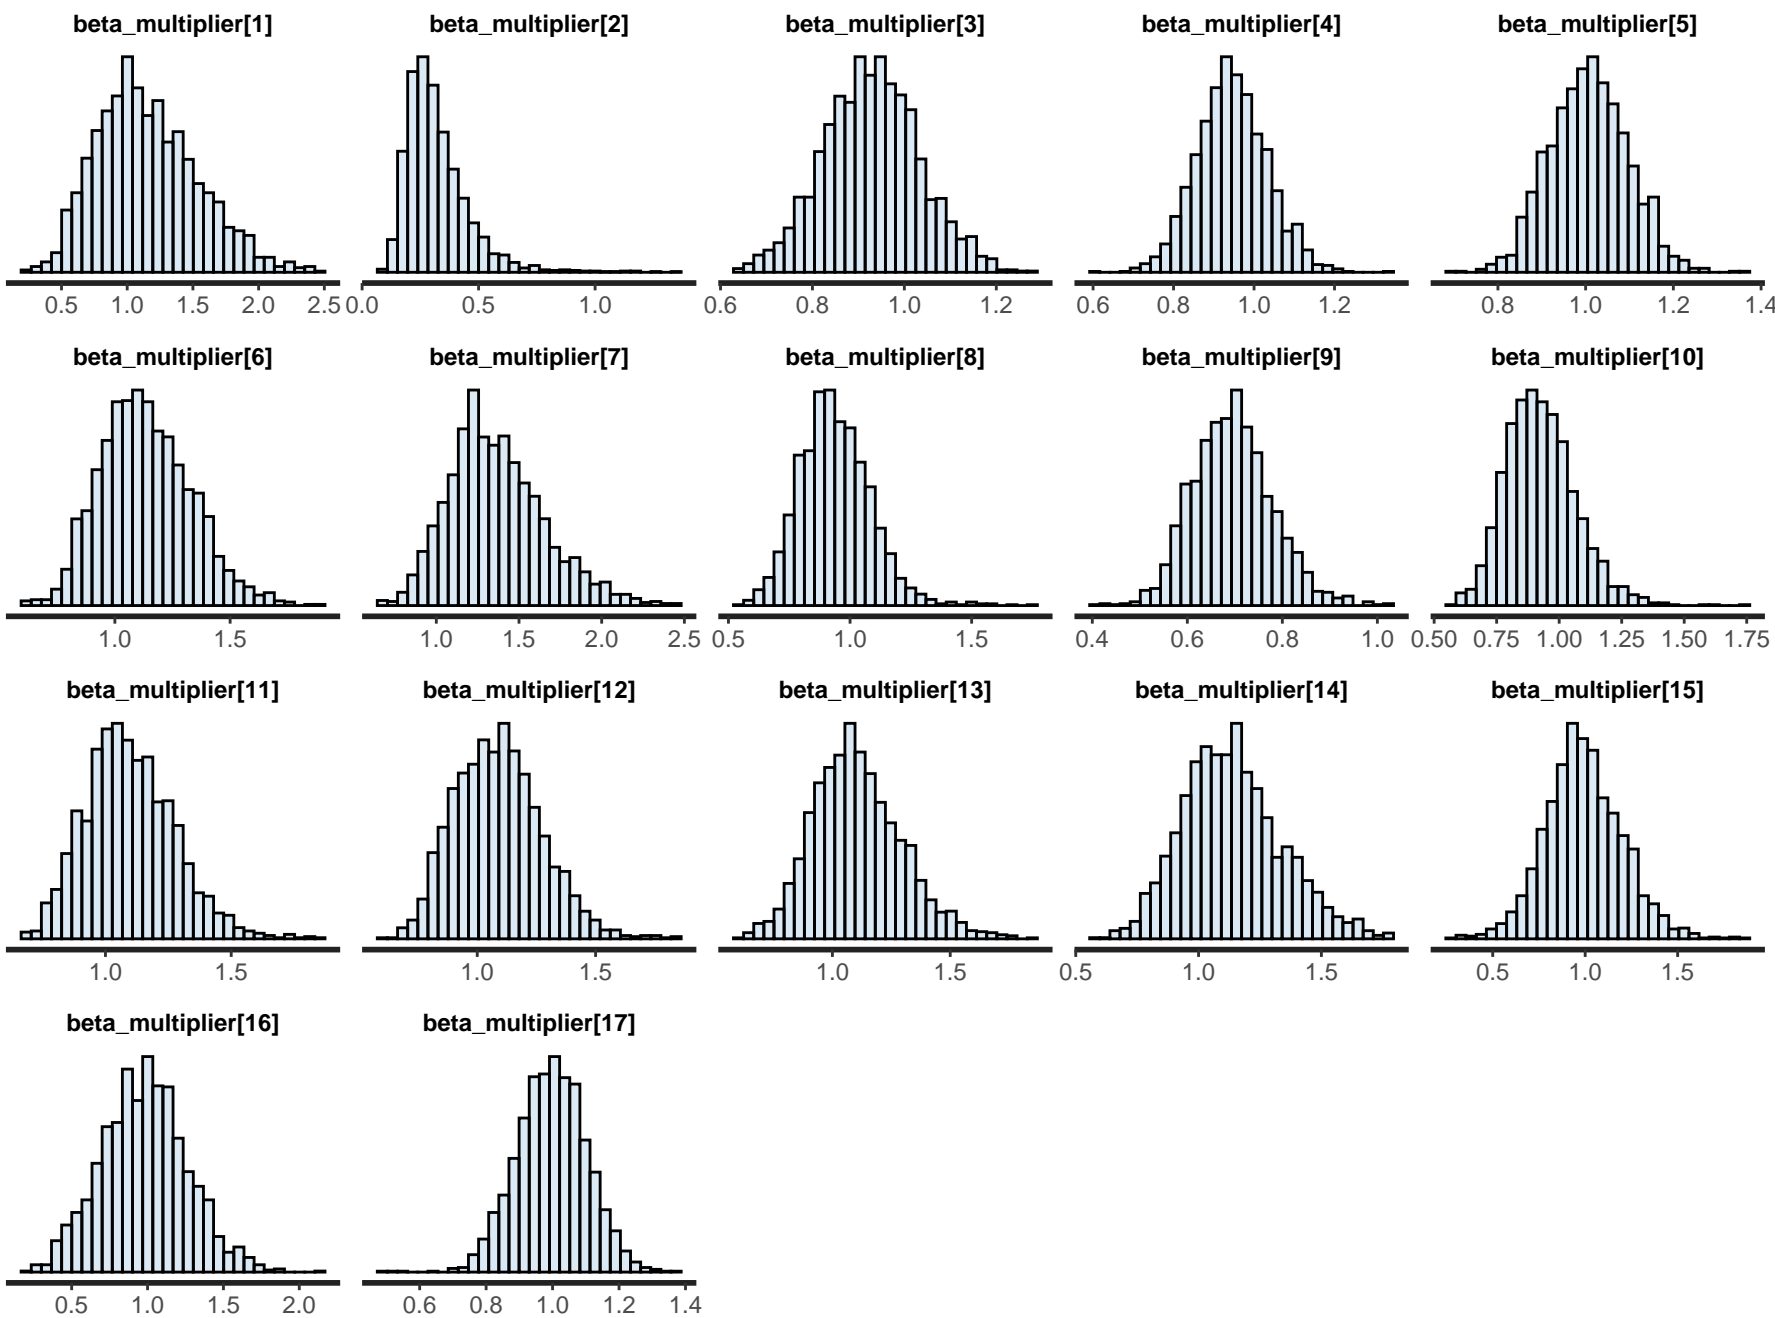 beta_multiplier[1] beta_multiplier[2] beta_multiplier[3] beta_multiplier[4] beta_multiplier[5]
0.5 1.0 1.5 2.0 2.5 0.0 0.5 1.0 0.6 0.8 1.0 1.2 0.6 0.8 1.0 1.2 0.8 1.0 1.2 1.4
beta_multiplier[6] beta_multiplier[7] beta_multiplier[8] beta_multiplier[9] beta_multiplier[10]
1.0 1.5 1.0 1.5 2.0 2.5 0.5 1.0 1.5 0.4 0.6 0.8 1.0 0.50 0.75 1.00 1.25 1.50 1.75
beta_multiplier[11] beta_multiplier[12] beta_multiplier[13] beta_multiplier[14] beta_multiplier[15]
1.0 1.5 1.0 1.5 1.0 1.5 0.5 1.0 1.5 0.5 1.0 1.5
beta_multiplier[16] beta_multiplier[17]
0.5 1.0 1.5 2.0 0.6 0.8 1.0 1.2 1.4